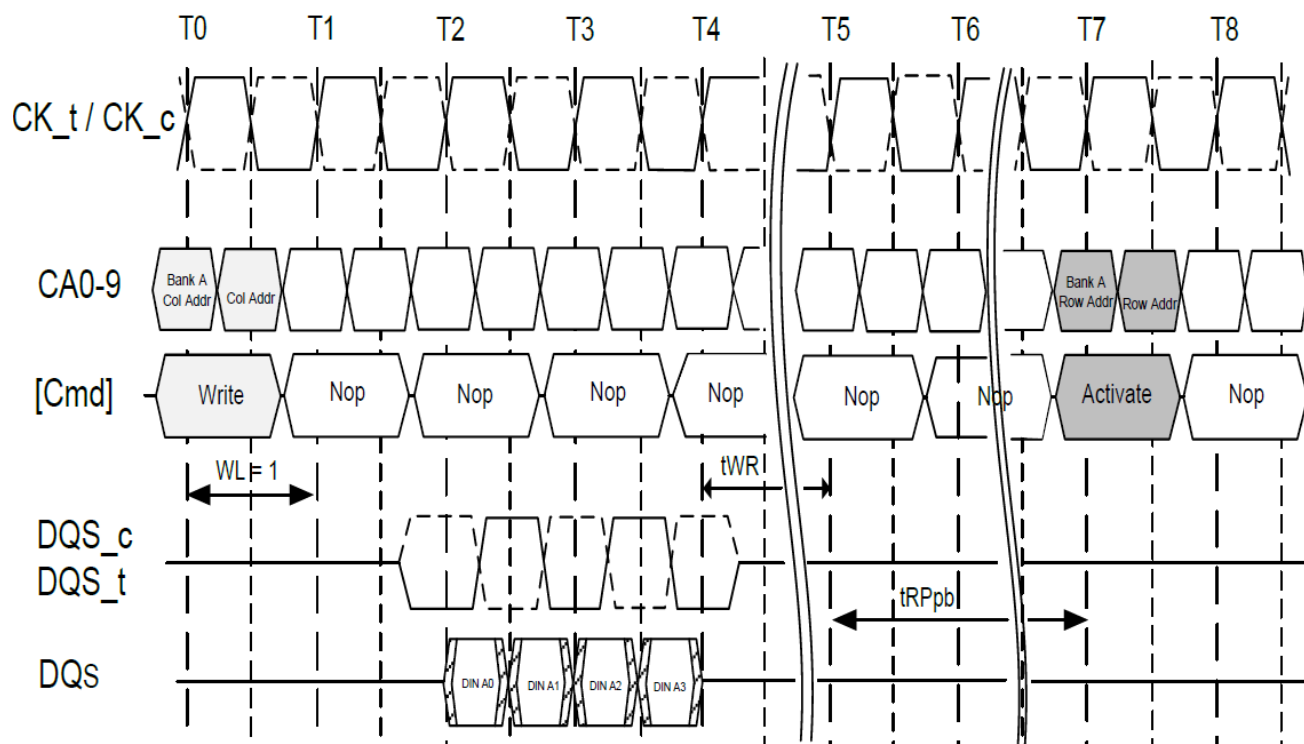 T0 T1 T2 T3 T4 T5 T6 T7 T8
CK_t / CK_c
CA0-9
Bank A
Col Addr
Col Addr
Bank A
Row Addr
Row Addr
[Cmd]
Write
Nop
Nop
Nop
Nop
Nop
Nop
Activate
Nop
WL = 1
tWR
DQS_c
DQS_t
tRPpb
DQs
DIN A0
DIN A1
DIN A2
DIN A3